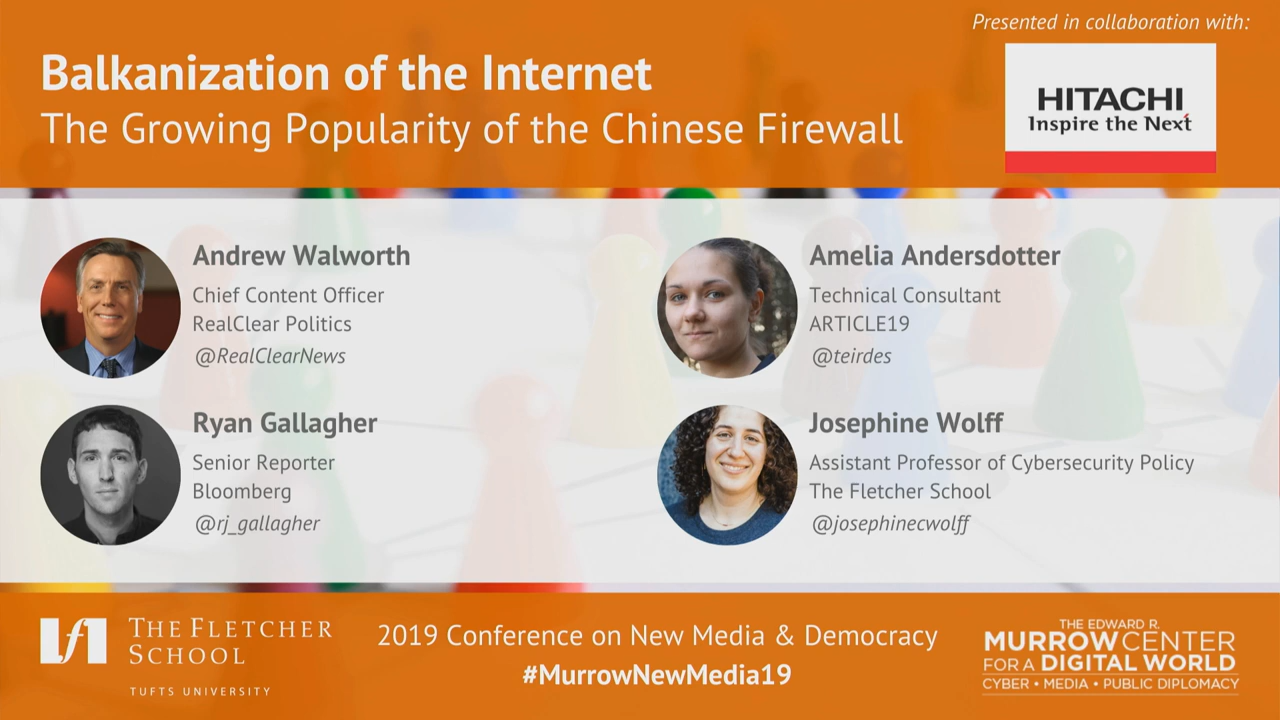 Presented in collaboration with:
Balkanization of the Internet
The Growing Popularity of the Chinese Firewall
HITACHI
Inspire the Next
Andrew Walworth
Chief Content Officer
RealClear Politics
@RealClearNews
Amelia Andersdotter
Technical Consultant
ARTICLE19
@teirdes
Ryan Gallagher
Senior Reporter
Bloomberg
@rj_gallagher
Josephine Wolff
Assistant Professor of Cybersecurity Policy
The Fletcher School
@josephinecwolff
THE FLETCHER
SCHOOL
TUFTS UNIVERSITY
2019 Conference on New Media & Democracy
#MurrowNewMedia19
THE EDWARD R.
MURROW CENTER
FOR A DIGITAL WORLD
CYBER • MEDIA • PUBLIC DIPLOMACY